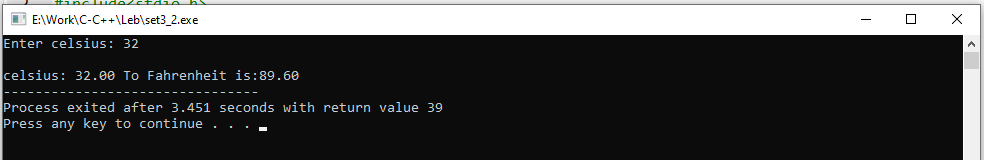 #include<stdio.h>
E:\Work\C-C++\Leb\set3_2.exe
Enter celsius: 32
celsius: 32.00 To Fahrenheit is:89.60
--------------------------------
Process exited after 3.451 seconds with return value 39
Press any key to continue . . .